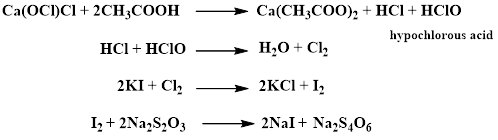 Ca(OCl)Cl + 2CH₃COOH ⟶ Ca(CH₃COO)₂ + HCl + HClO
hypochlorous acid
HCl + HClO ⟶ H₂O + Cl₂
2KI + Cl₂ ⟶ 2KCl + I₂
I₂ + 2Na₂S₂O₃ ⟶ 2NaI + Na₂S₄O₆